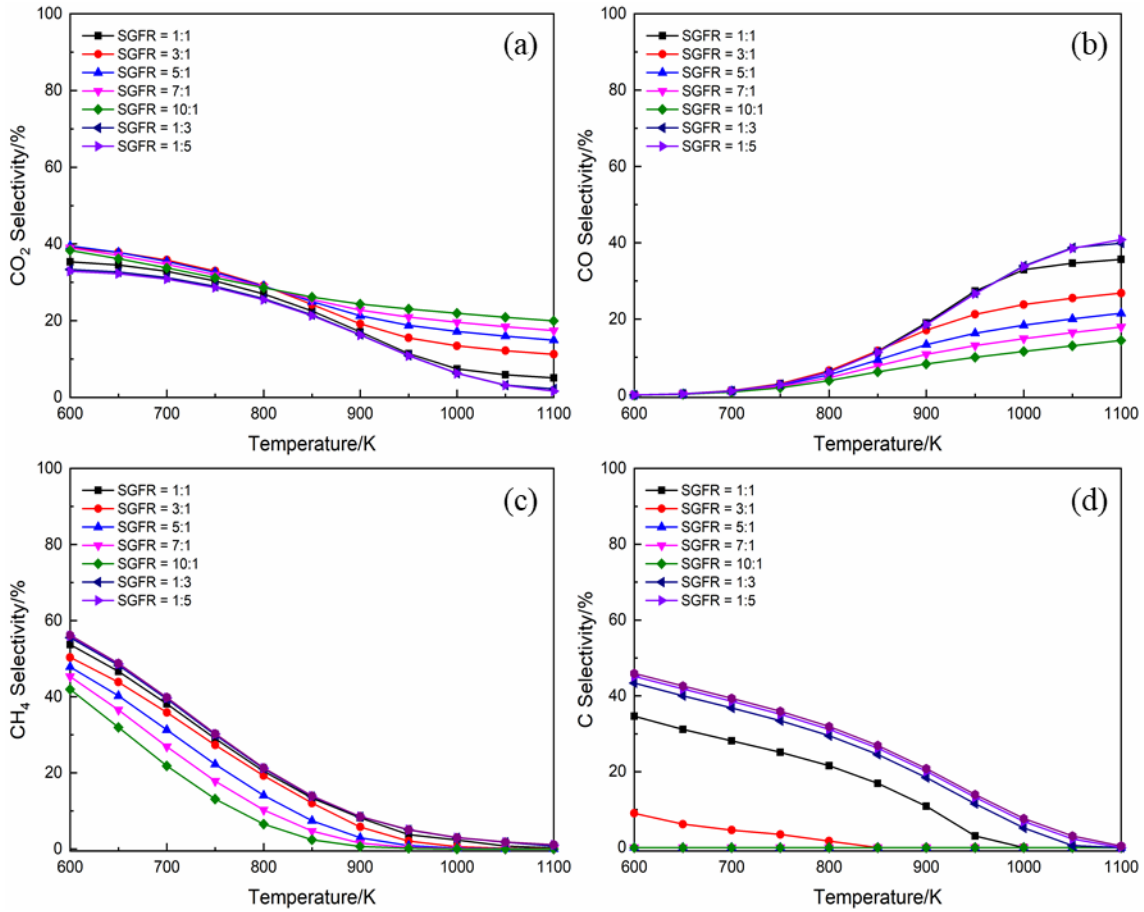 100
80
60
40
20
0
CO2 Selectivity/%
SGFR = 1:1
SGFR = 3:1
SGFR = 5:1
SGFR = 7:1
SGFR = 10:1
SGFR = 1:3
SGFR = 1:5
(a)
600 700 800 900 1000 1100
Temperature/K
100
80
60
40
20
0
CO Selectivity/%
SGFR = 1:1
SGFR = 3:1
SGFR = 5:1
SGFR = 7:1
SGFR = 10:1
SGFR = 1:3
SGFR = 1:5
(b)
600 700 800 900 1000 1100
Temperature/K
100
80
60
40
20
0
CH4 Selectivity/%
SGFR = 1:1
SGFR = 3:1
SGFR = 5:1
SGFR = 7:1
SGFR = 10:1
SGFR = 1:3
SGFR = 1:5
(c)
600 700 800 900 1000 1100
Temperature/K
100
80
60
40
20
0
C Selectivity/%
SGFR = 1:1
SGFR = 3:1
SGFR = 5:1
SGFR = 7:1
SGFR = 10:1
SGFR = 1:3
SGFR = 1:5
(d)
600 700 800 900 1000 1100
Temperature/K